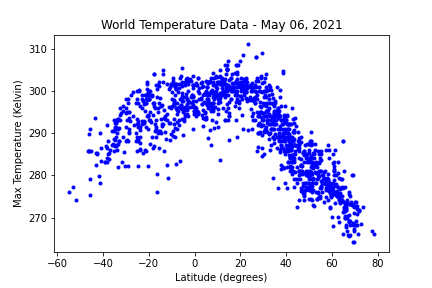 World Temperature Data - May 06, 2021
Max Temperature (Kelvin)
310
300
290
280
270
−60 −40 −20 0 20 40 60 80
Latitude (degrees)